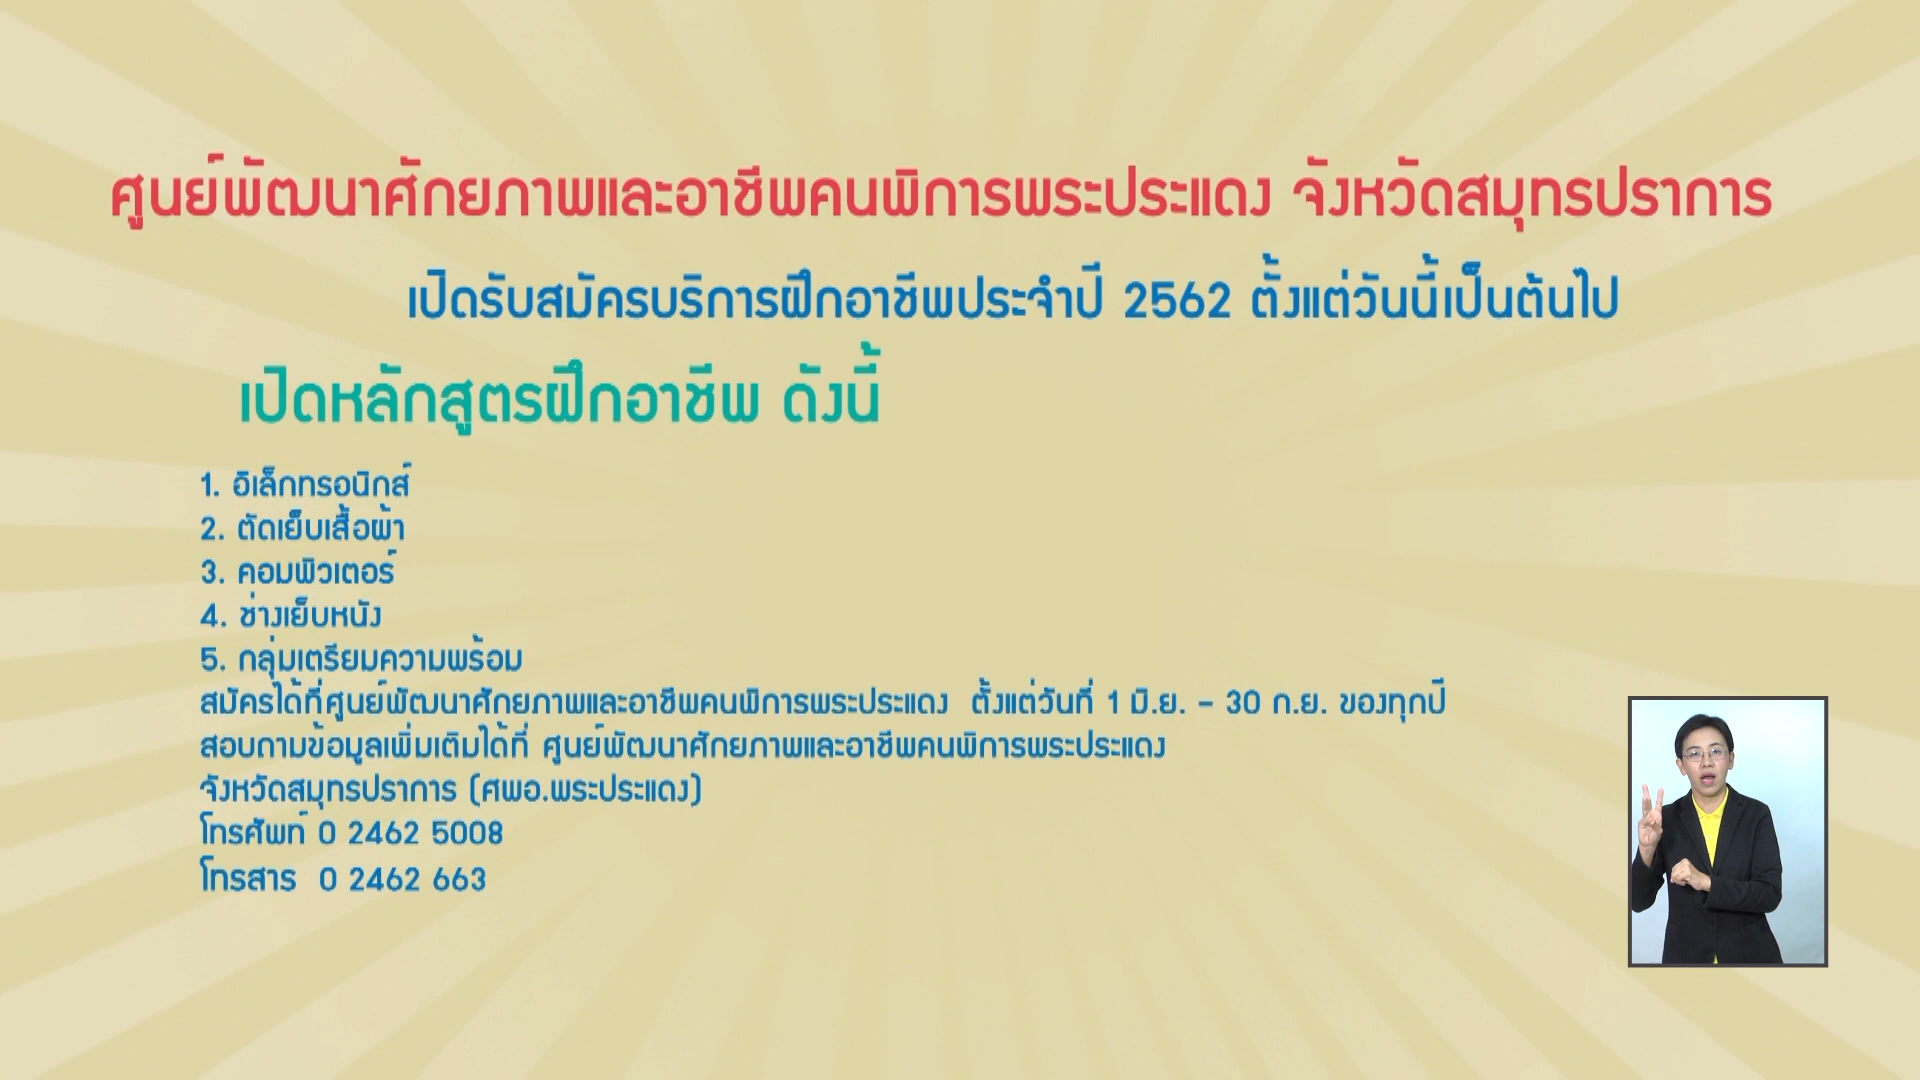 ศูนย์พัฒนาศักยภาพและอาชีพคนพิการพระประแดง จังหวัดสมุทรปราการ
เปิดรับสมัครบริการฝึกอาชีพประจำปี 2562 ตั้งแต่วันนี้เป็นต้นไป
เปิดหลักสูตรฝึกอาชีพ ดังนี้
1. อิเล็กทรอนิกส์
2. ตัดเย็บเสื้อผ้า
3. คอมพิวเตอร์
4. ช่างเย็บหนัง
5. กลุ่มเตรียมความพร้อม
สมัครได้ที่ศูนย์พัฒนาศักยภาพและอาชีพคนพิการพระประแดง ตั้งแต่วันที่ 1 มิ.ย. - 30 ก.ย. ของทุกปี
สอบถามข้อมูลเพิ่มเติมได้ที่ ศูนย์พัฒนาศักยภาพและอาชีพคนพิการพระประแดง
จังหวัดสมุทรปราการ (ศพอ.พระประแดง)
โทรศัพท์ 0 2462 5008
โทรสาร 0 2462 663